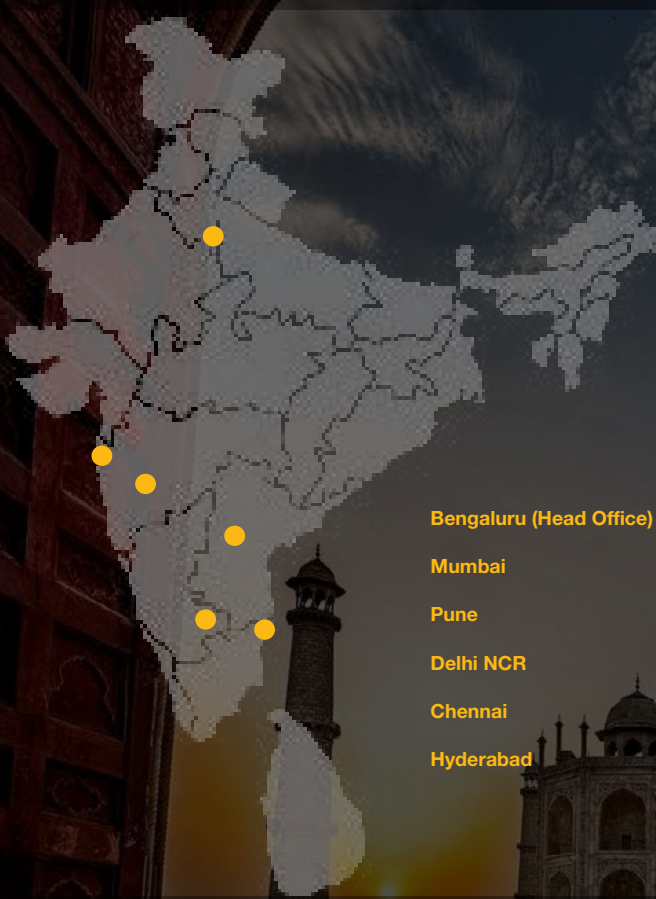 Bengaluru (Head Office)
Mumbai
Pune
Delhi NCR
Chennai
Hyderabad